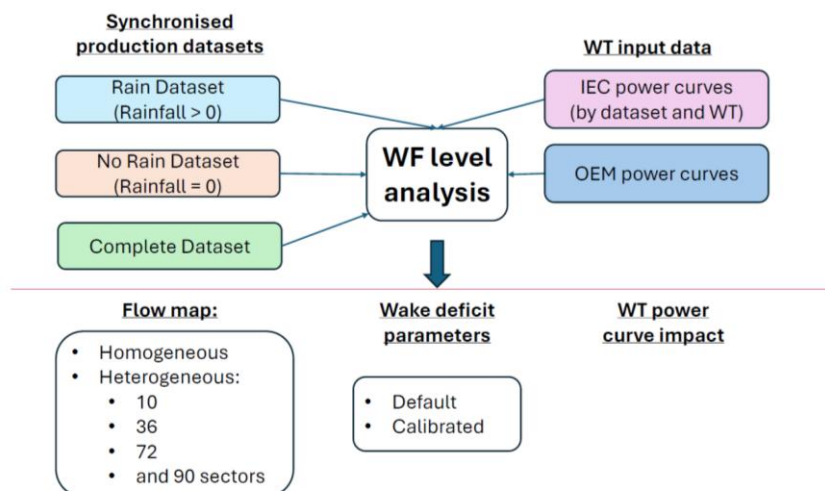 Synchronised
production datasets
WT input data
Rain Dataset
(Rainfall > 0)
IEC power curves
(by dataset and WT)
No Rain Dataset
(Rainfall = 0)
WF level
analysis
OEM power curves
Complete Dataset
Flow map:
• Homogeneous
• Heterogeneous:
• 10
• 36
• 72
• and 90 sectors
Wake deficit
parameters
• Default
• Calibrated
WT power
curve impact